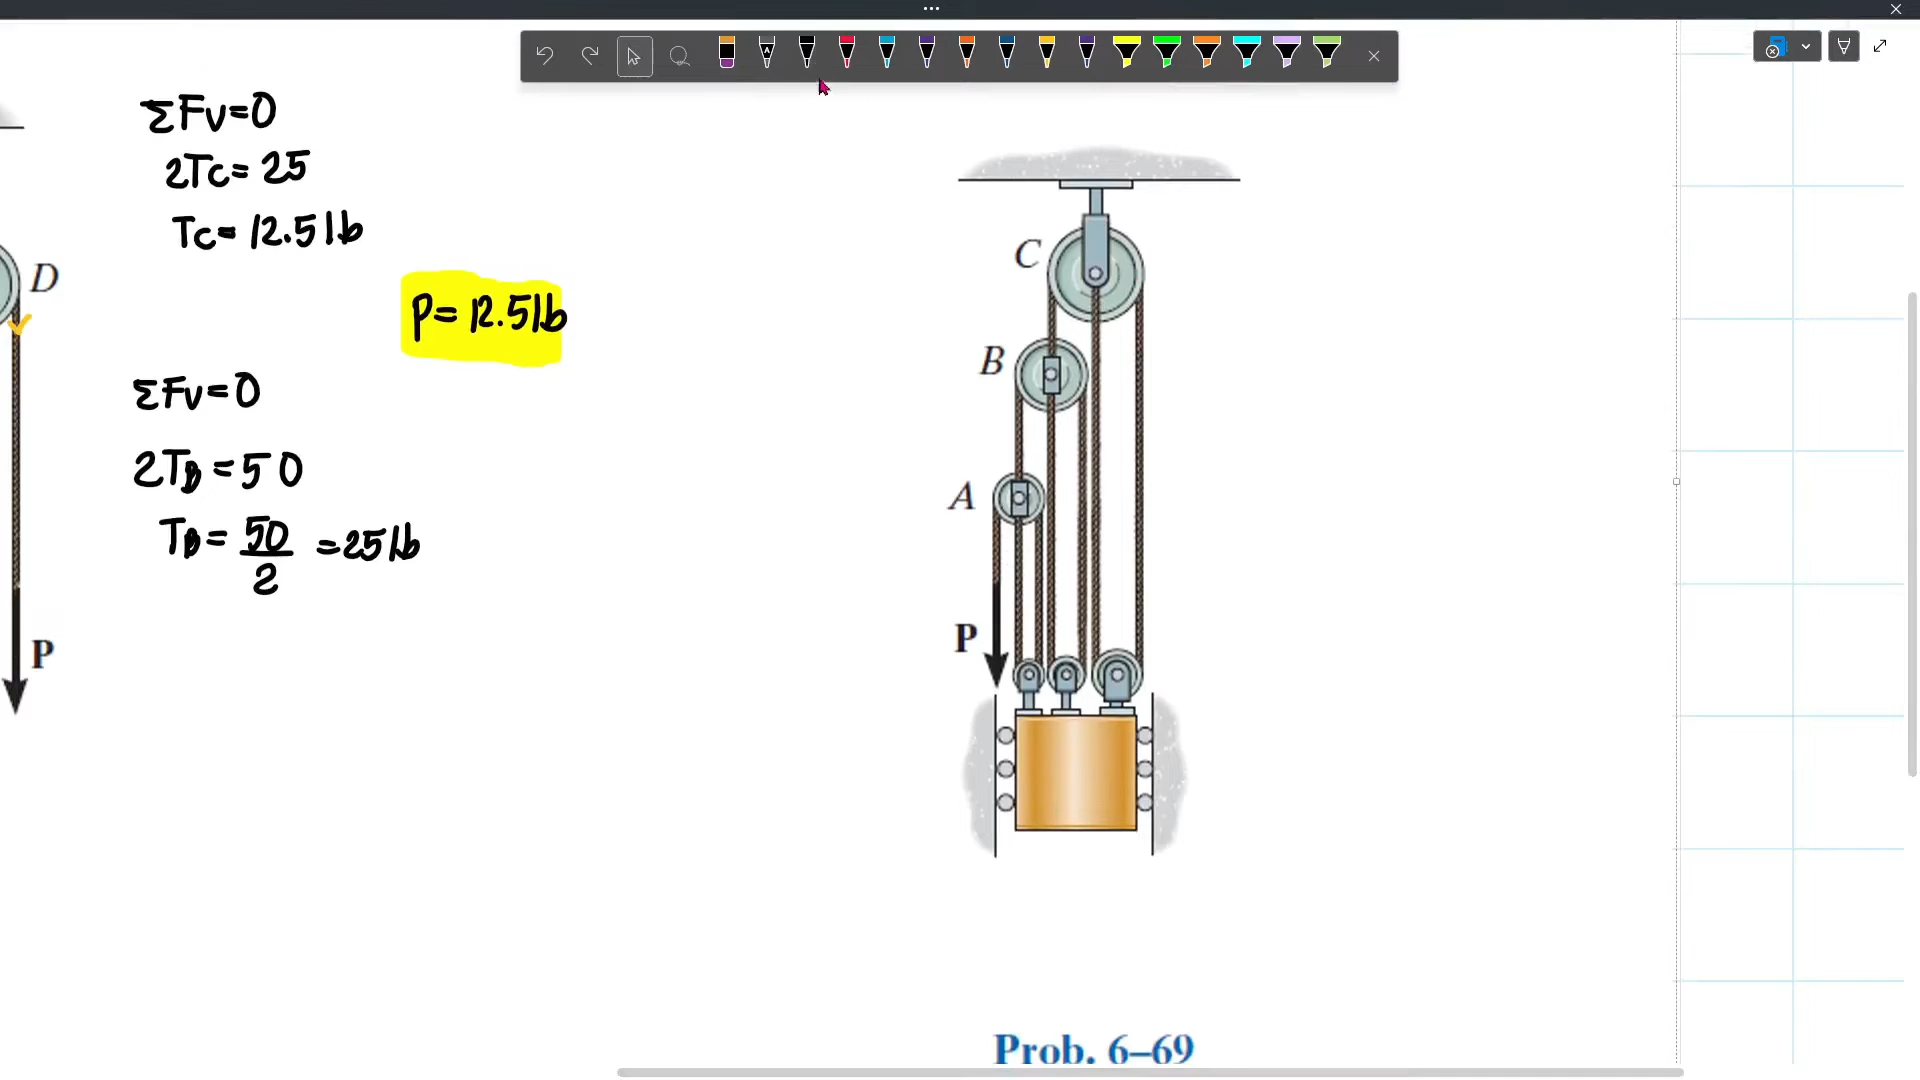 ΣFv=0
2Tc=25
Tc=12.5lb
D
P=12.5lb
ΣFv=0
2TB=50
TB=50/2=25lb
P
C
B
A
P
Prob. 6–69